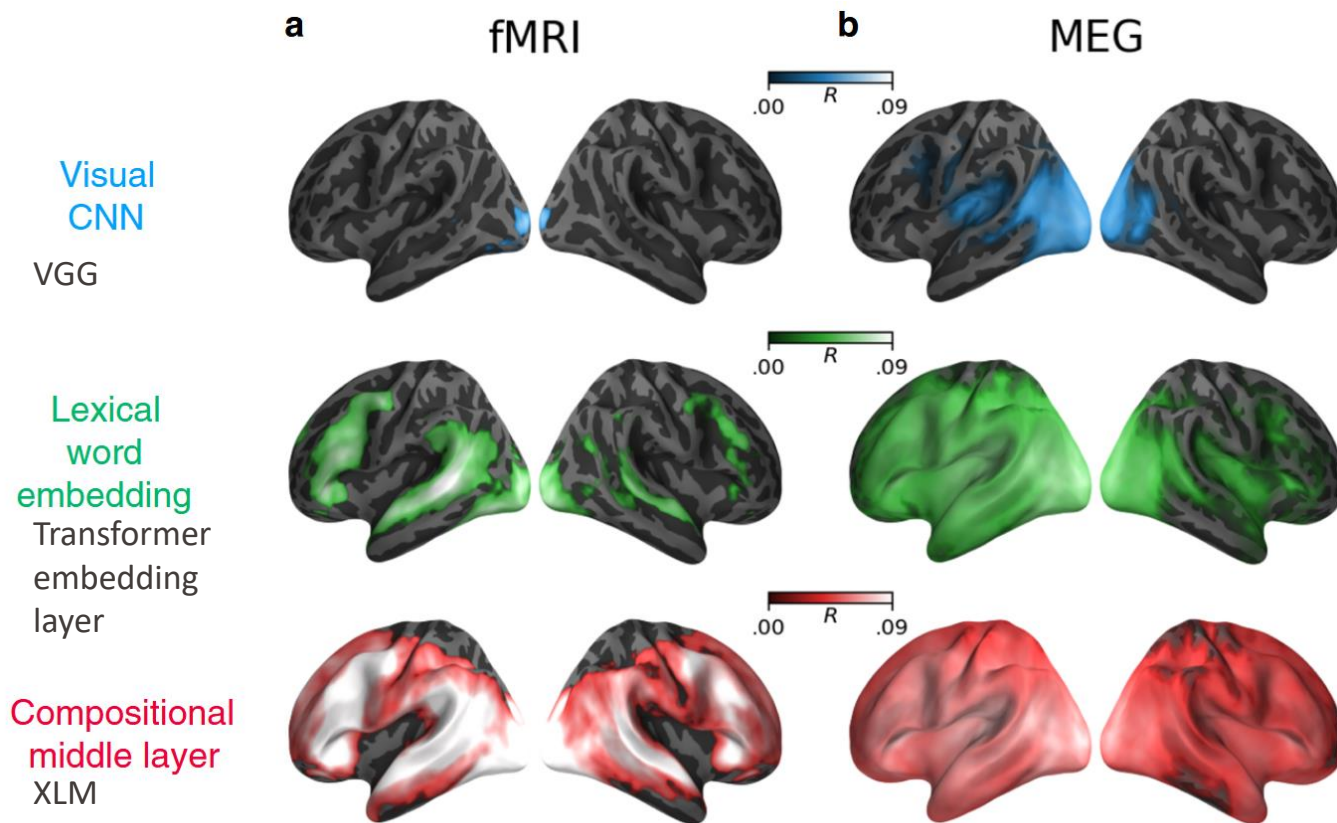 a
fMRI
b
MEG
.00
R
.09
Visual
CNN
VGG
.00
R
.09
Lexical
word
embedding
Transformer
embedding
layer
.00
R
.09
Compositional
middle layer
XLM